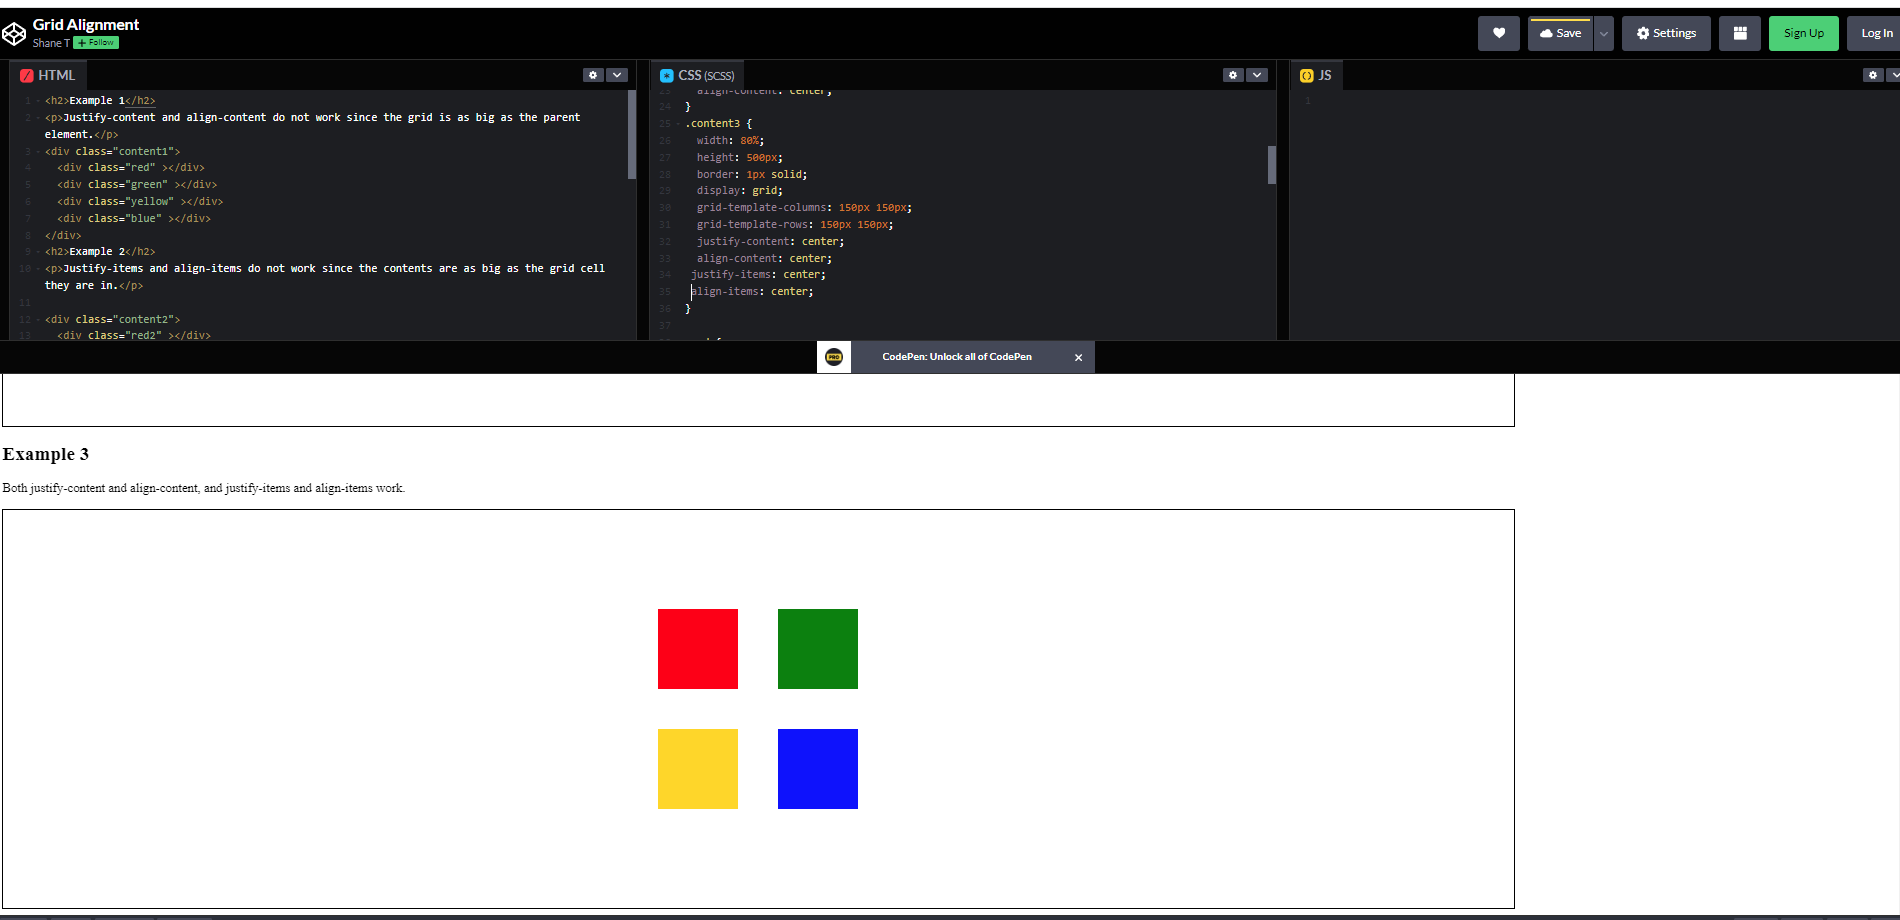 Grid Alignment
Shane T + Follow
Save
Settings
Sign Up
Log In
HTML
1 <h2>Example 1</h2>
2 <p>Justify-content and align-content do not work since the grid is as big as the parent
element.</p>
3 <div class="content1">
4 <div class="red" ></div>
5 <div class="green" ></div>
6 <div class="yellow" ></div>
7 <div class="blue" ></div>
8 </div>
9 <h2>Example 2</h2>
10 <p>Justify-items and align-items do not work since the contents are as big as the grid cell
they are in.</p>
11
12 <div class="content2">
13 <div class="red2" ></div>
CSS (SCSS)
23 align-content: center;
24 }
25 .content3 {
26 width: 80%;
27 height: 500px;
28 border: 1px solid;
29 display: grid;
30 grid-template-columns: 150px 150px;
31 grid-template-rows: 150px 150px;
32 justify-content: center;
33 align-content: center;
34 justify-items: center;
35 align-items: center;
36 }
37
JS
1
PRO
CodePen: Unlock all of CodePen ×
Example 3
Both justify-content and align-content, and justify-items and align-items work.